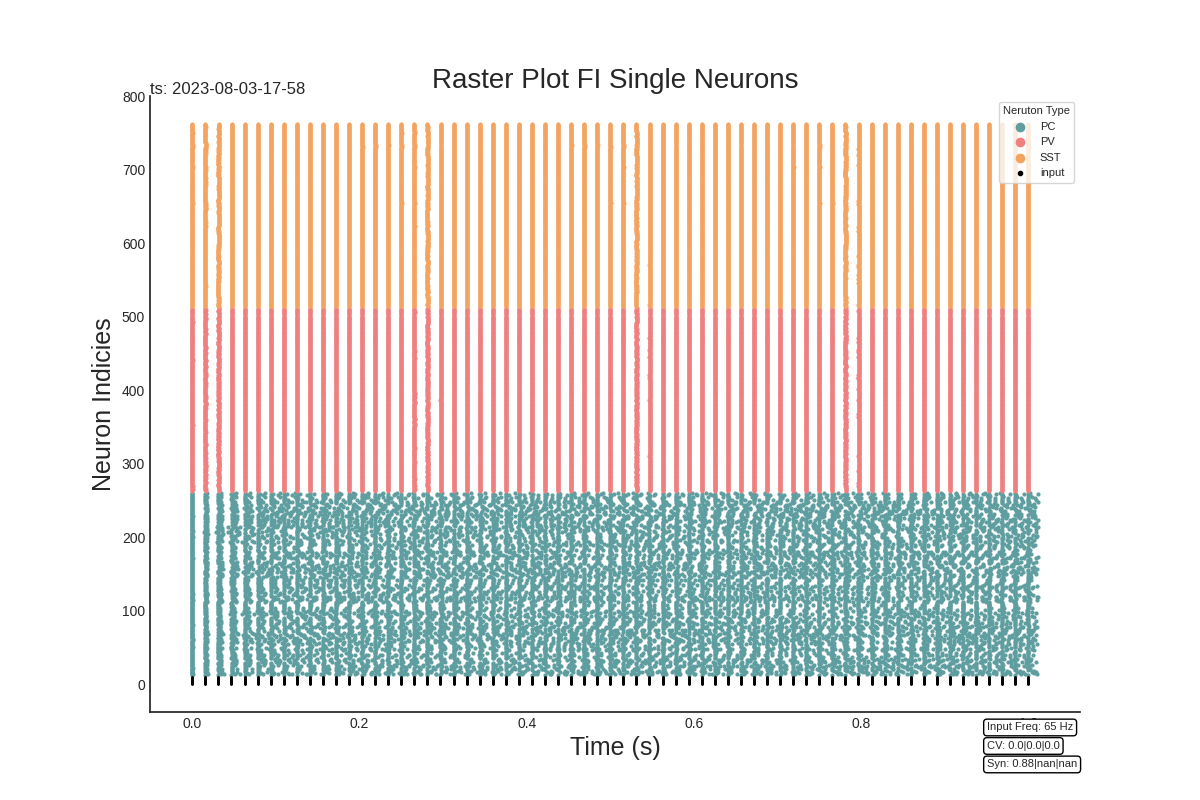 Raster Plot FI Single Neurons
ts: 2023-08-03-17-58
800
700
600
500
400
300
200
100
0
Neuron Indicies
Neruton Type
PC
PV
SST
input
0.0
0.2
0.4
0.6
0.8
Time (s)
Input Freq: 65 Hz
CV: 0.0|0.0|0.0
Syn: 0.88|nan|nan